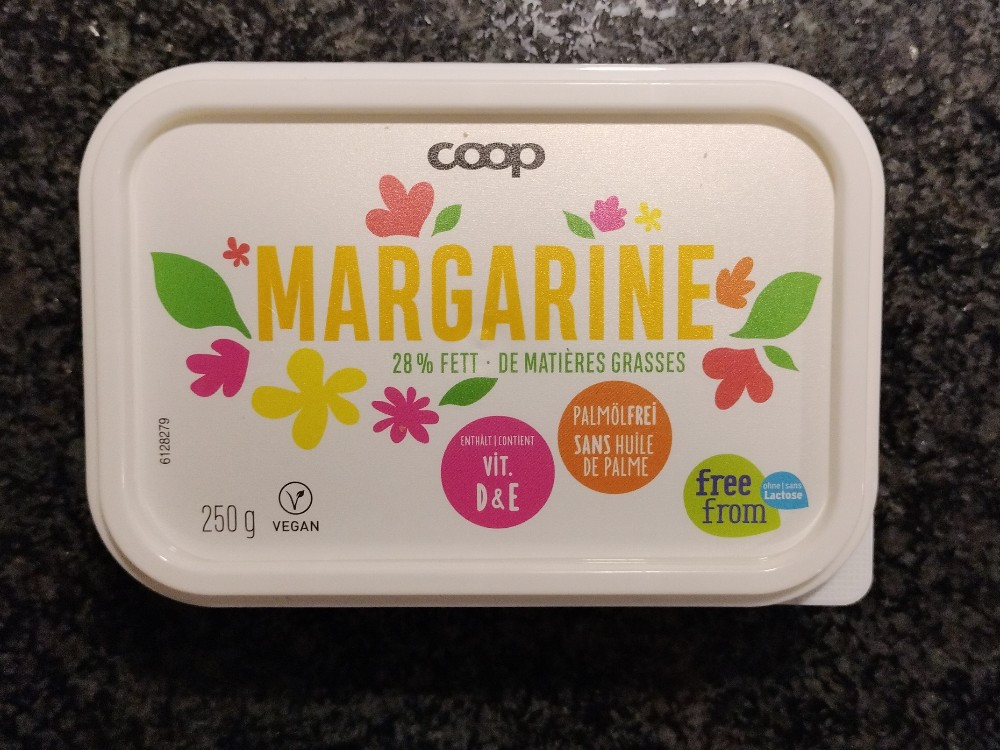 coop
MARGARINE
28% FETT · DE MATIÈRES GRASSES
ENTHÄLT | CONTIENT
VIT.
D & E
PALMÖLFREI
SANS HUILE
DE PALME
free
from
ohne | sans
Lactose
6128279
250 g
VEGAN